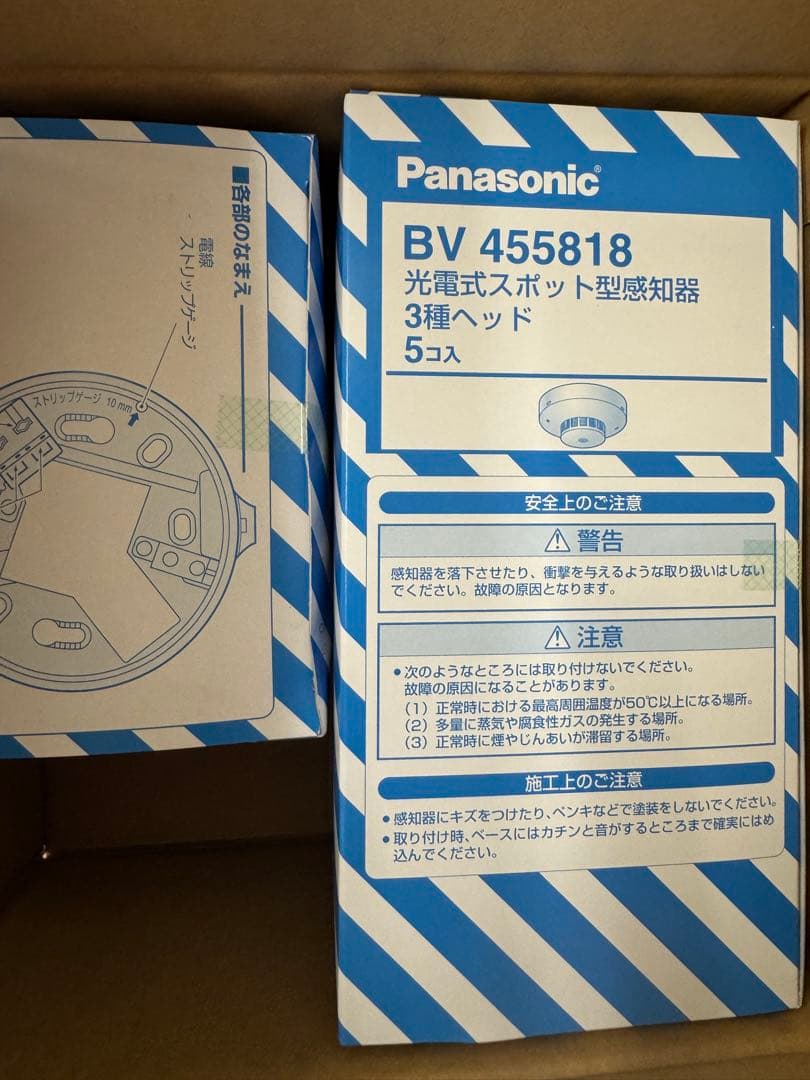 ■各部のなまえ
電線
ストリップゲージ
ストリップゲージ 10mm
Panasonic®
BV 455818
光電式スポット型感知器
3種ヘッド
5コ入
安全上のご注意
⚠ 警告
感知器を落下させたり、衝撃を与えるような取り扱いはしない
でください。故障の原因となります。
⚠ 注意
●次のようなところには取り付けないでください。
故障の原因になることがあります。
(1) 正常時における最高周囲温度が50℃以上になる場所。
(2) 多量に蒸気や腐食性ガスの発生する場所。
(3) 正常時に煙やじんあいが滞留する場所。
施工上のご注意
●感知器にキズをつけたり、ペンキなどで塗装をしないでください。
●取り付け時、ベースにはカチンと音がするところまで確実にはめ
込んでください。